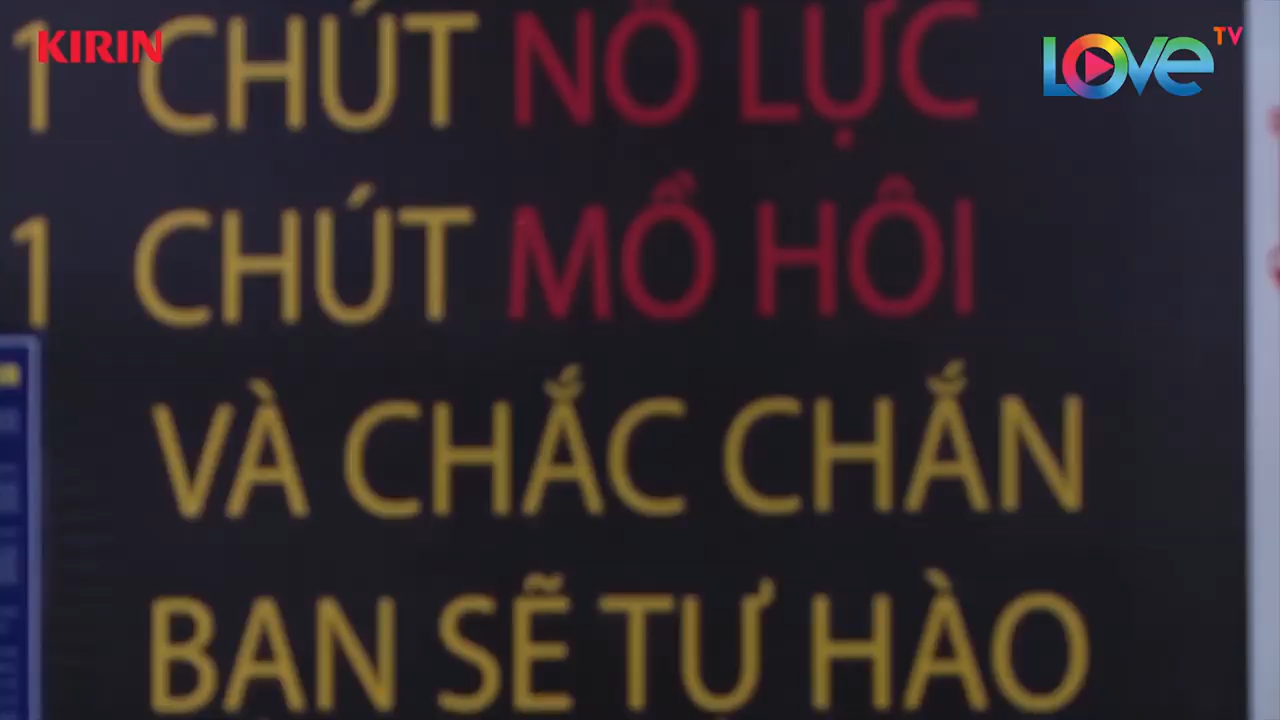 KIRIN
LOVE TV
1 CHÚT NỖ LỰC
1 CHÚT MỒ HÔI
VÀ CHẮC CHẮN
BẠN SẼ TỰ HÀO